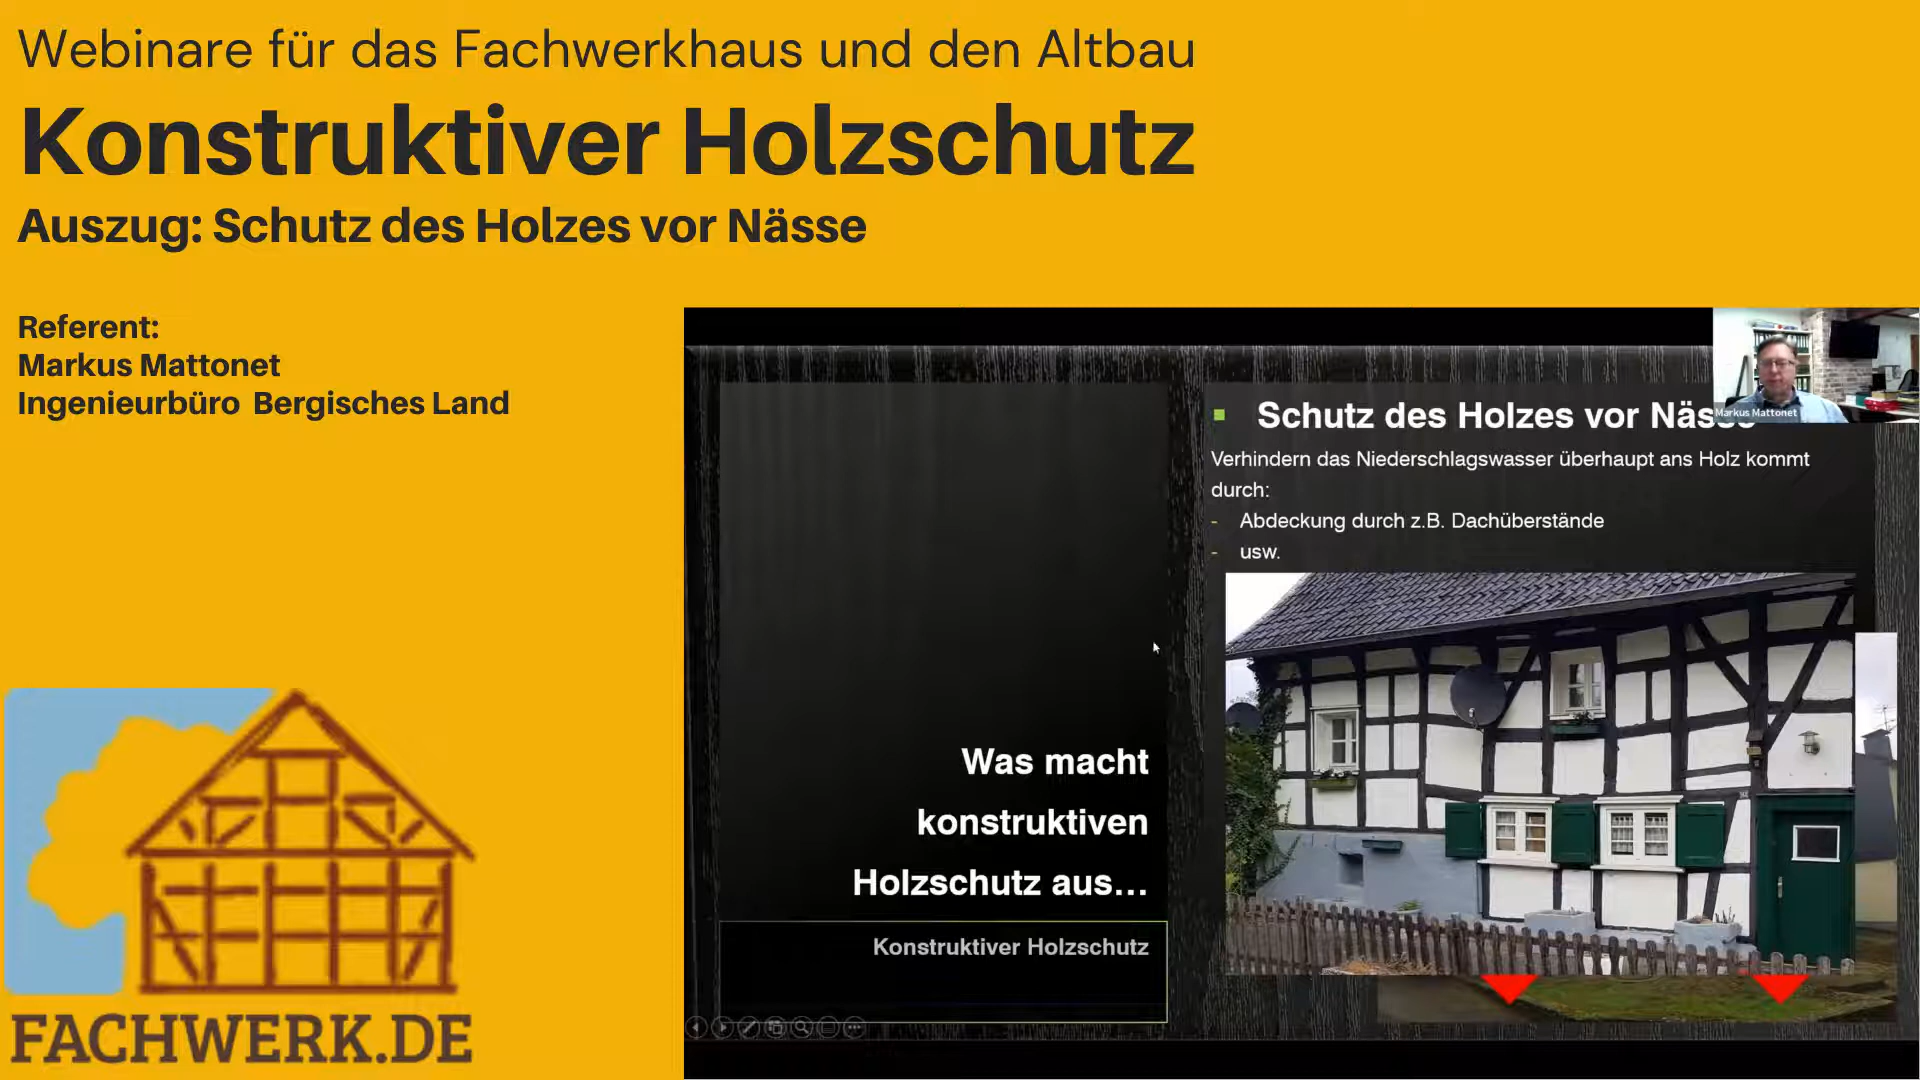 Webinare für das Fachwerkhaus und den Altbau
Konstruktiver Holzschutz
Auszug: Schutz des Holzes vor Nässe
Referent:
Markus Mattonet
Ingenieurbüro Bergisches Land
FACHWERK.DE
Was macht
konstruktiven
Holzschutz aus...
Konstruktiver Holzschutz
Schutz des Holzes vor Nässe
Verhindern das Niederschlagswasser überhaupt ans Holz kommt
durch:
- Abdeckung durch z.B. Dachüberstände
- usw.
Markus Mattonet